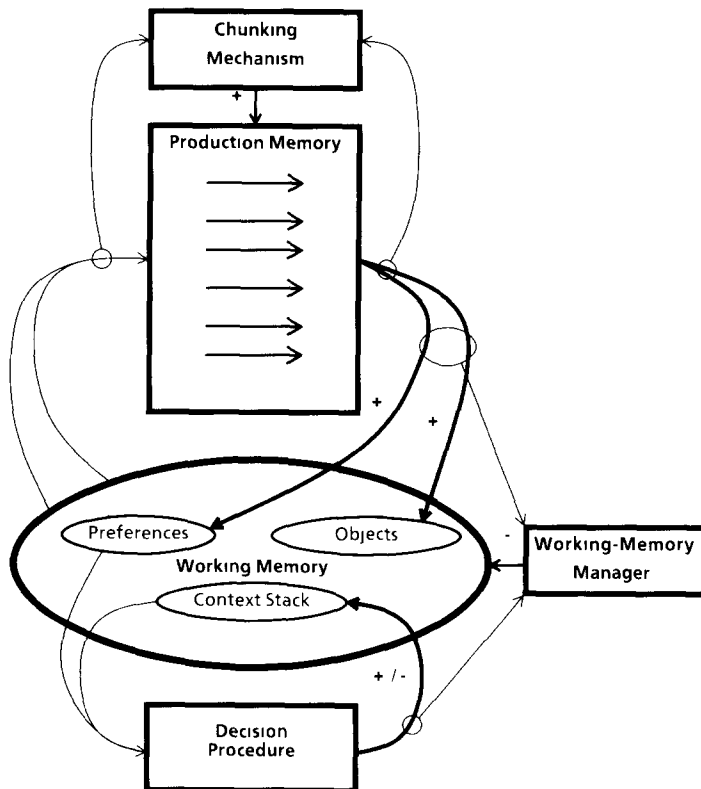 Chunking
Mechanism
+
Production Memory
+
+
Preferences
Objects
-
Working-Memory
Manager
Working Memory
Context Stack
+ / -
Decision
Procedure